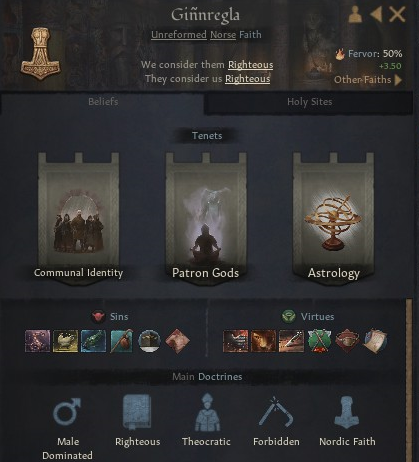 Giñnregla
Unreformed Norse Faith
We consider them Righteous
They consider us Righteous
Fervor: 50%
+3.50
Other Faiths
Beliefs
Holy Sites
Tenets
Communal Identity
Patron Gods
Astrology
Sins
Virtues
Main Doctrines
Male
Dominated
Righteous
Theocratic
Forbidden
Nordic Faith